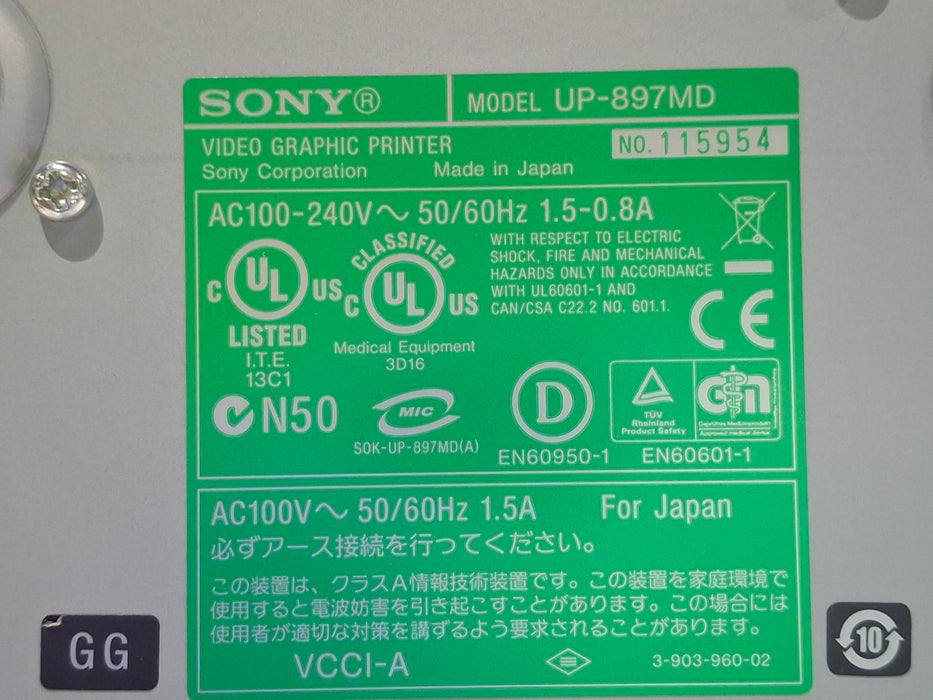 SONY®
MODEL UP-897MD
VIDEO GRAPHIC PRINTER
NO. 115954
Sony Corporation Made in Japan
AC100-240V～ 50/60Hz 1.5-0.8A
WITH RESPECT TO ELECTRIC
SHOCK, FIRE AND MECHANICAL
HAZARDS ONLY IN ACCORDANCE
WITH UL60601-1 AND
CAN/CSA C22.2 NO. 601.1.
C UL US
LISTED
I.T.E.
13C1
CLASSIFIED
C UL US
Medical Equipment
3D16
CE
N50
MIC
SOK-UP-897MD(A)
D
EN60950-1
TÜV
Rheinland
Product Safety
Geprüftes Medizinprodukt
Approved medical device
EN60601-1
AC100V～ 50/60Hz 1.5A For Japan
必ずアース接続を行ってください。
この装置は、クラスA情報技術装置です。この装置を家庭環境で
使用すると電波妨害を引き起こすことがあります。この場合には
使用者が適切な対策を講ずるよう要求されることがあります。
VCCI-A
3-903-960-02
GG
10